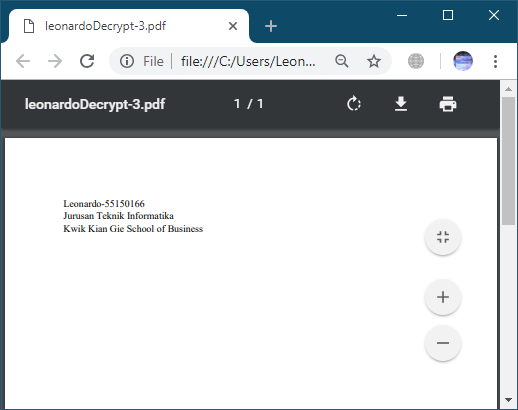 leonardoDecrypt-3.pdf
File file:///C:/Users/Leon...
leonardoDecrypt-3.pdf 1 / 1
Leonardo-55150166
Jurusan Teknik Informatika
Kwik Kian Gie School of Business